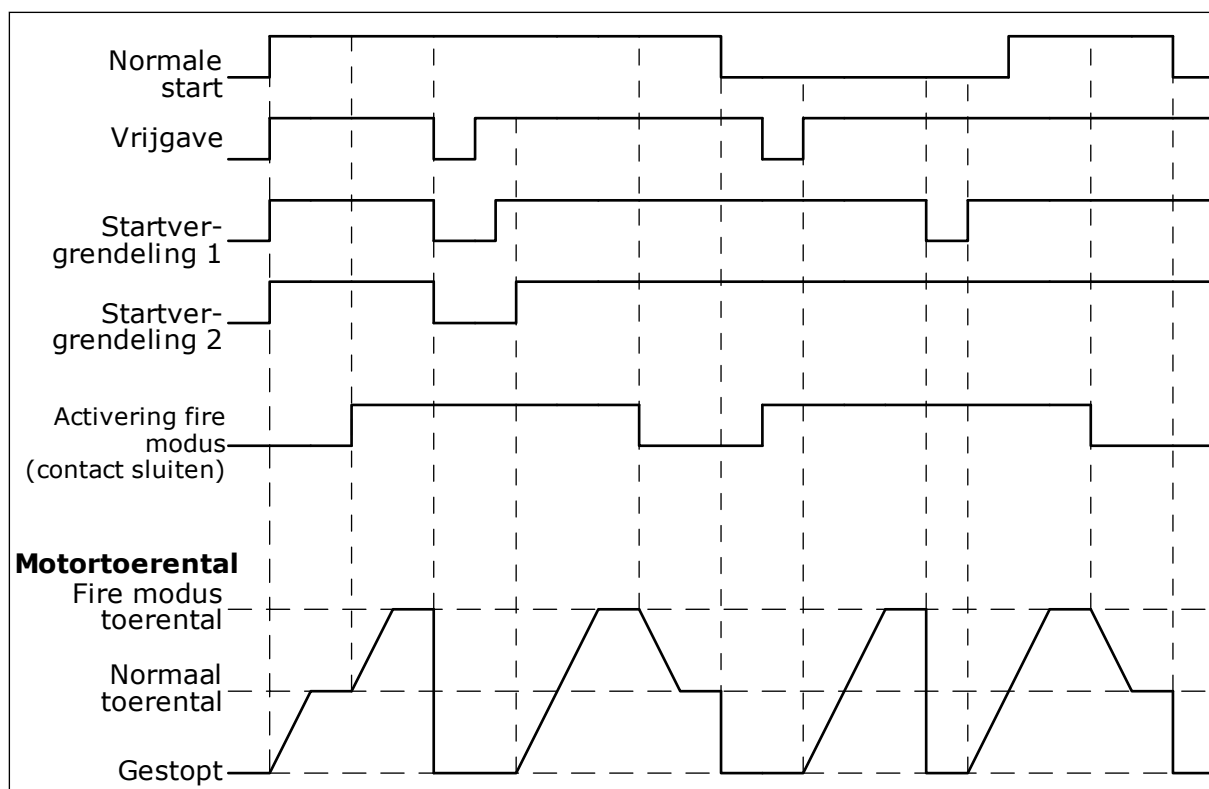 Normale
start
Vrijgave
Startver-
grendeling 1
Startver-
grendeling 2
Activering fire
modus
(contact sluiten)
Motortoerental
Fire modus
toerental
Normaal
toerental
Gestopt